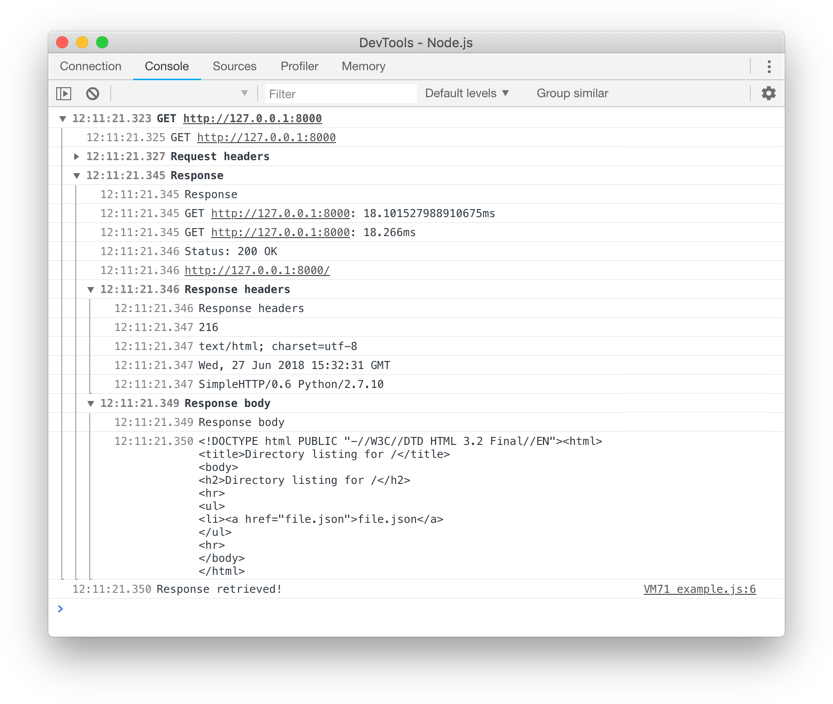 DevTools - Node.js
Connection Console Sources Profiler Memory
Filter Default levels ▼ Group similar
▼ 12:11:21.323 GET http://127.0.0.1:8000
12:11:21.325 GET http://127.0.0.1:8000
▶ 12:11:21.327 Request headers
▼ 12:11:21.345 Response
12:11:21.345 Response
12:11:21.345 GET http://127.0.0.1:8000: 18.101527988910675ms
12:11:21.345 GET http://127.0.0.1:8000: 18.266ms
12:11:21.346 Status: 200 OK
12:11:21.346 http://127.0.0.1:8000/
▼ 12:11:21.346 Response headers
12:11:21.346 Response headers
12:11:21.347 216
12:11:21.347 text/html; charset=utf-8
12:11:21.347 Wed, 27 Jun 2018 15:32:31 GMT
12:11:21.347 SimpleHTTP/0.6 Python/2.7.10
▼ 12:11:21.349 Response body
12:11:21.349 Response body
12:11:21.350 <!DOCTYPE html PUBLIC "-//W3C//DTD HTML 3.2 Final//EN"><html>
<title>Directory listing for /</title>
<body>
<h2>Directory listing for /</h2>
<hr>
<ul>
<li><a href="file.json">file.json</a>
</ul>
<hr>
</body>
</html>
12:11:21.350 Response retrieved! VM71 example.js:6